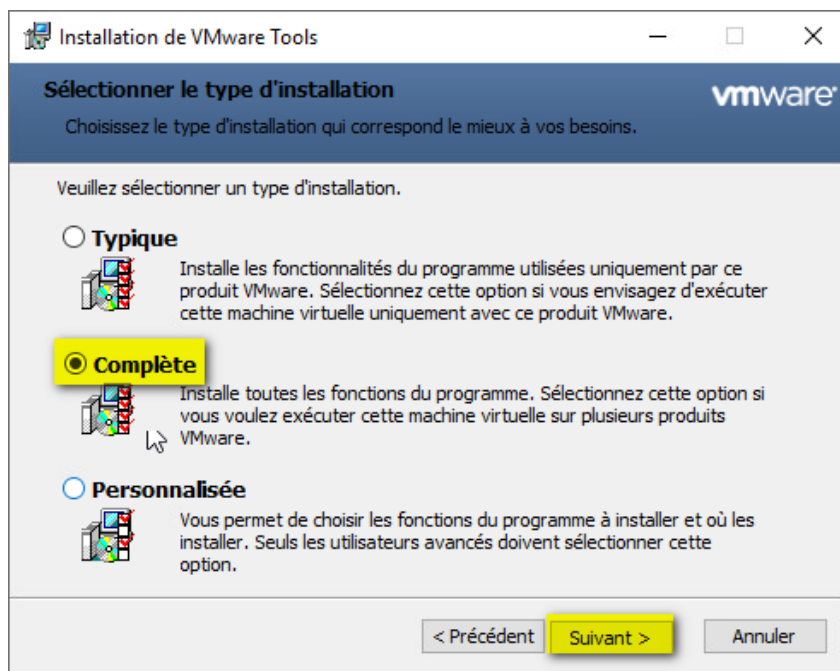 Installation de VMware Tools
Sélectionner le type d'installation
vmware
Choisissez le type d'installation qui correspond le mieux à vos besoins.
Veuillez sélectionner un type d'installation.
Typique
Installe les fonctionnalités du programme utilisées uniquement par ce
produit VMware. Sélectionnez cette option si vous envisagez d'exécuter
cette machine virtuelle uniquement avec ce produit VMware.
Complète
Installe toutes les fonctions du programme. Sélectionnez cette option si
vous voulez exécuter cette machine virtuelle sur plusieurs produits
VMware.
Personnalisée
Vous permet de choisir les fonctions du programme à installer et où les
installer. Seuls les utilisateurs avancés doivent sélectionner cette
option.
< Précédent Suivant > Annuler